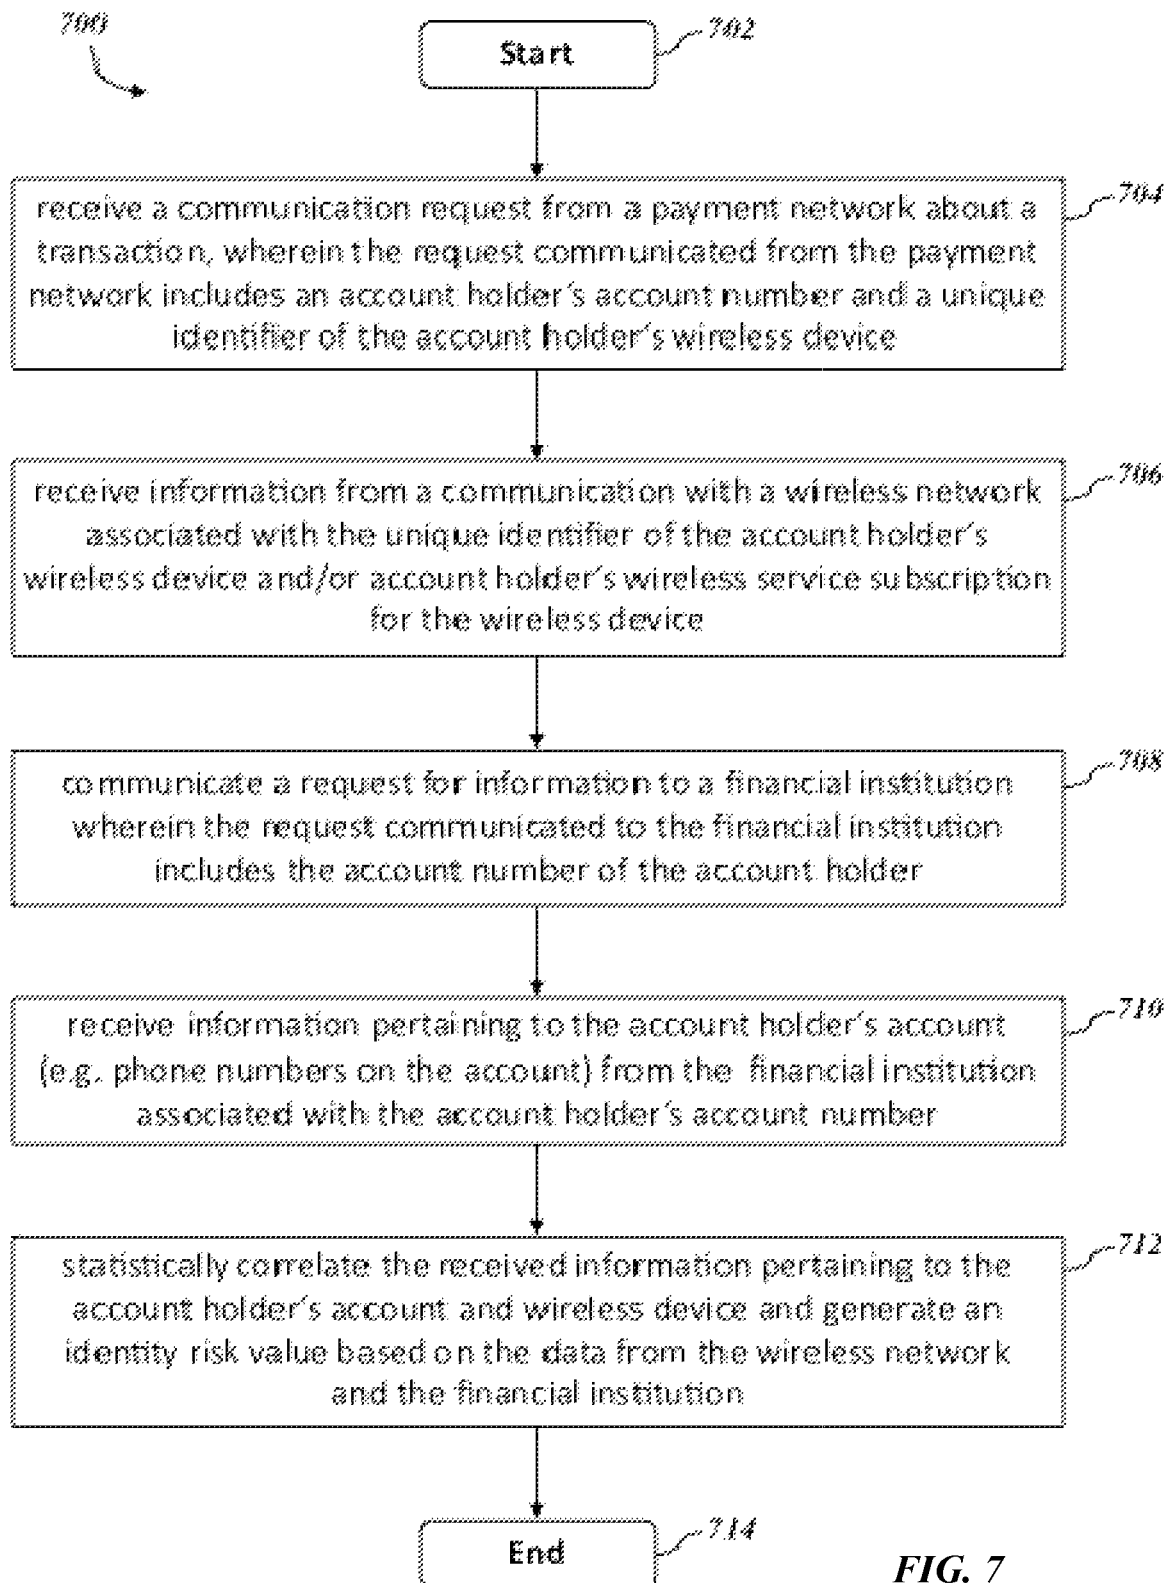 700
Start
702
receive a communication request from a payment network about a
transaction, wherein the request communicated from the payment
network includes an account holder's account number and a unique
identifier of the account holder's wireless device
704
receive information from a communication with a wireless network
associated with the unique identifier of the account holder's
wireless device and/or account holder's wireless service subscription
for the wireless device
706
communicate a request for information to a financial institution
wherein the request communicated to the financial institution
includes the account number of the account holder
708
receive information pertaining to the account holder's account
(e.g. phone numbers on the account) from the financial institution
associated with the account holder's account number
710
statistically correlate the received information pertaining to the
account holder's account and wireless device and generate an
identity risk value based on the data from the wireless network
and the financial institution
712
End
714
FIG. 7